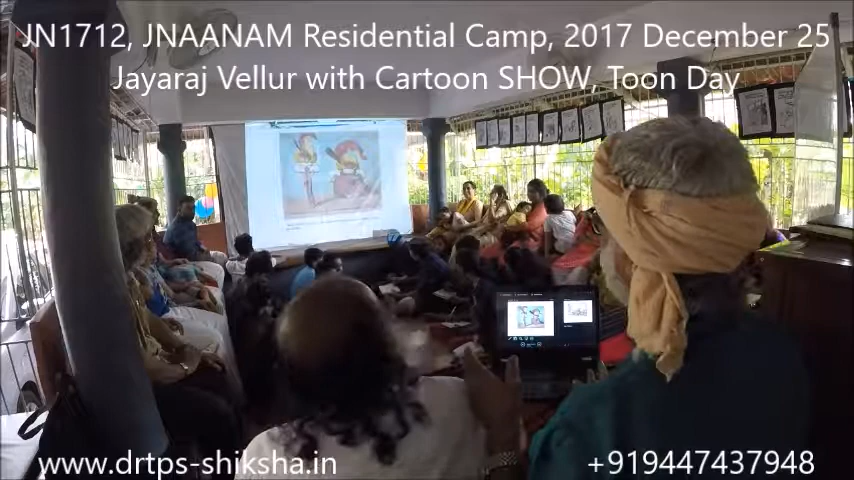 JN1712, JNAANAM Residential Camp, 2017 December 25
Jayaraj Vellur with Cartoon SHOW, Toon Day
www.drtps-shiksha.in
+919447437948